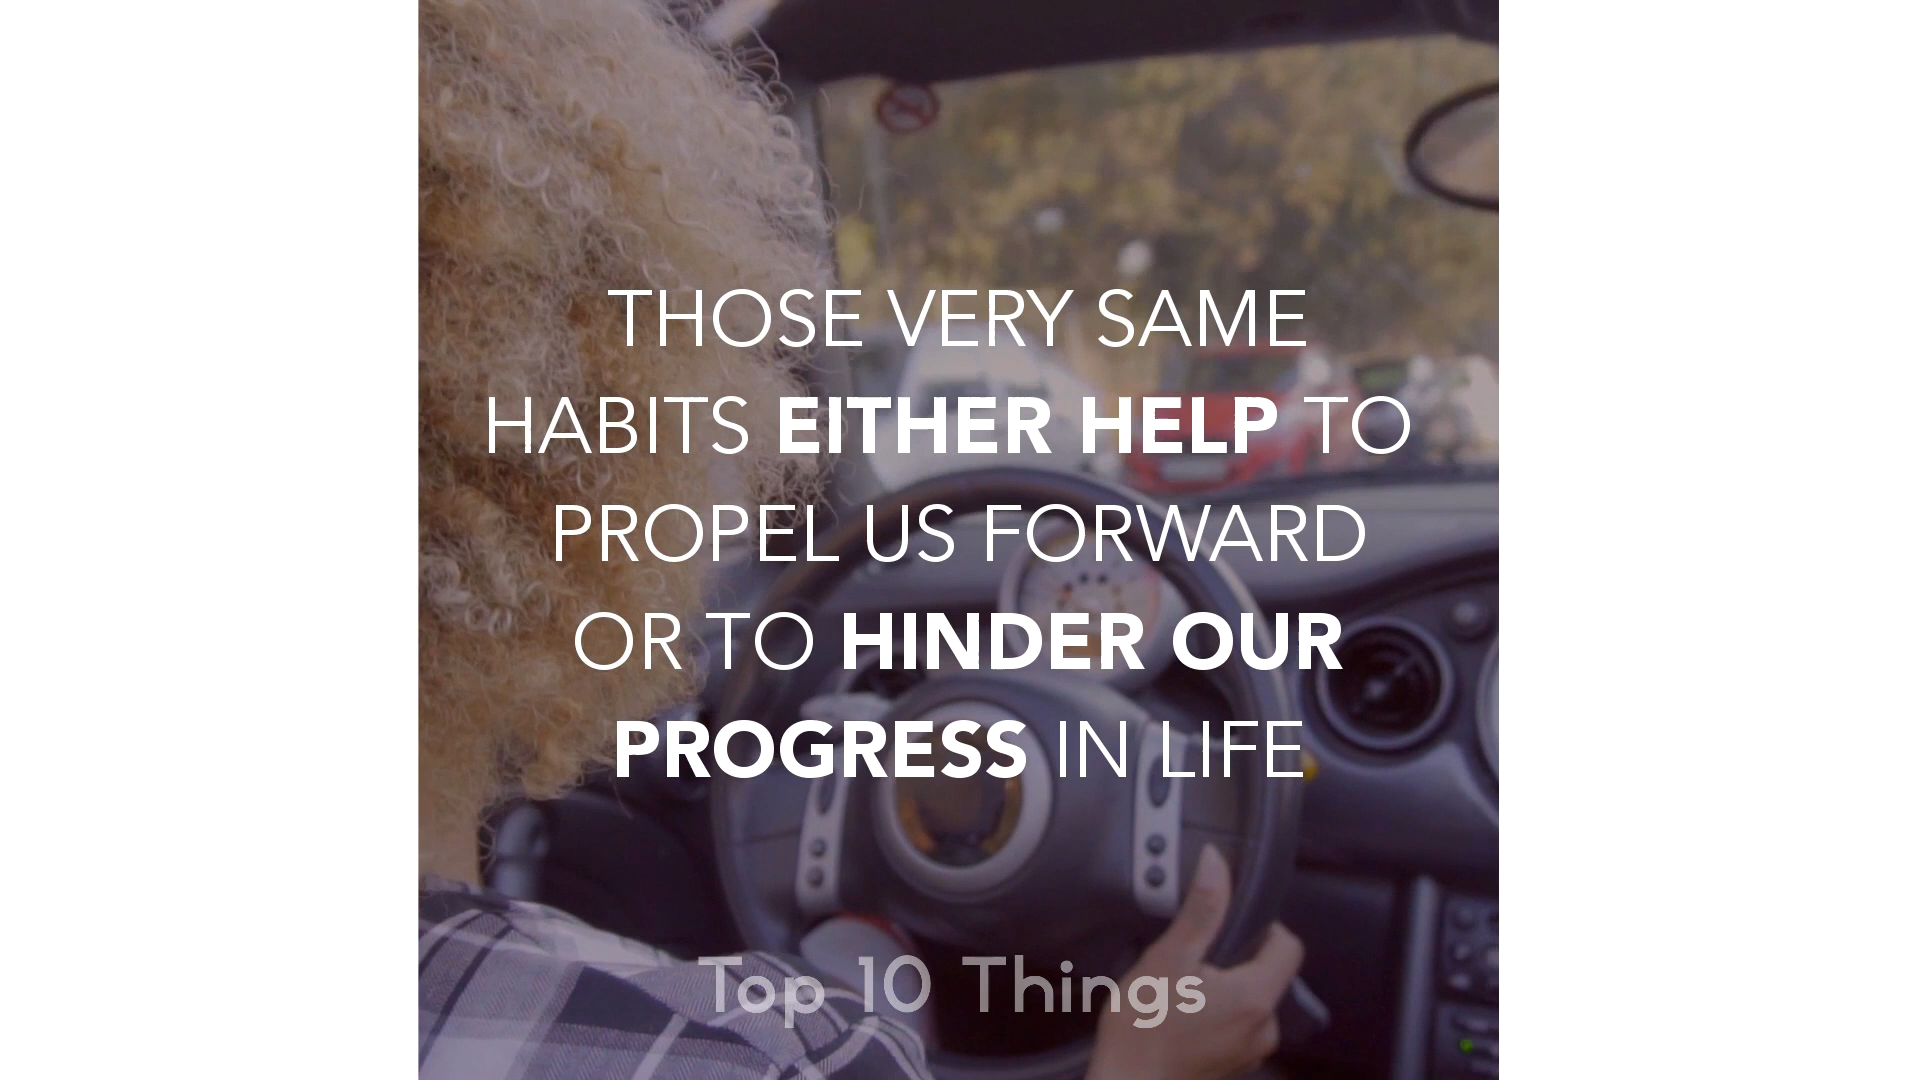 THOSE VERY SAME
HABITS EITHER HELP TO
PROPEL US FORWARD
OR TO HINDER OUR
PROGRESS IN LIFE
Top 10 Things